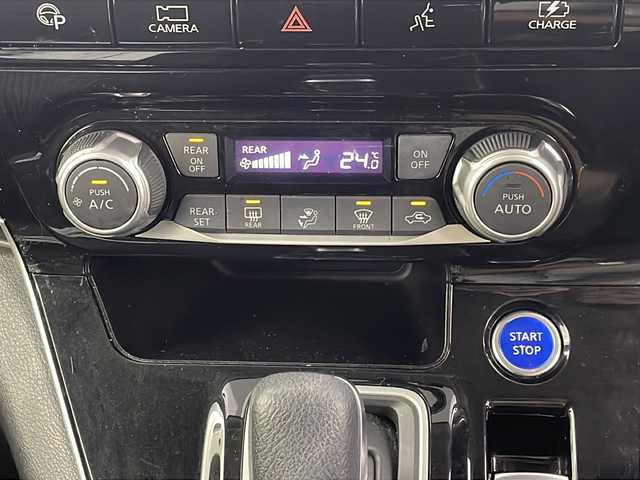 P
CAMERA
CHARGE
REAR
ON
OFF
REAR
24.0
°C
ON
OFF
PUSH
A/C
PUSH
AUTO
REAR
SET
REAR
FRONT
START
STOP